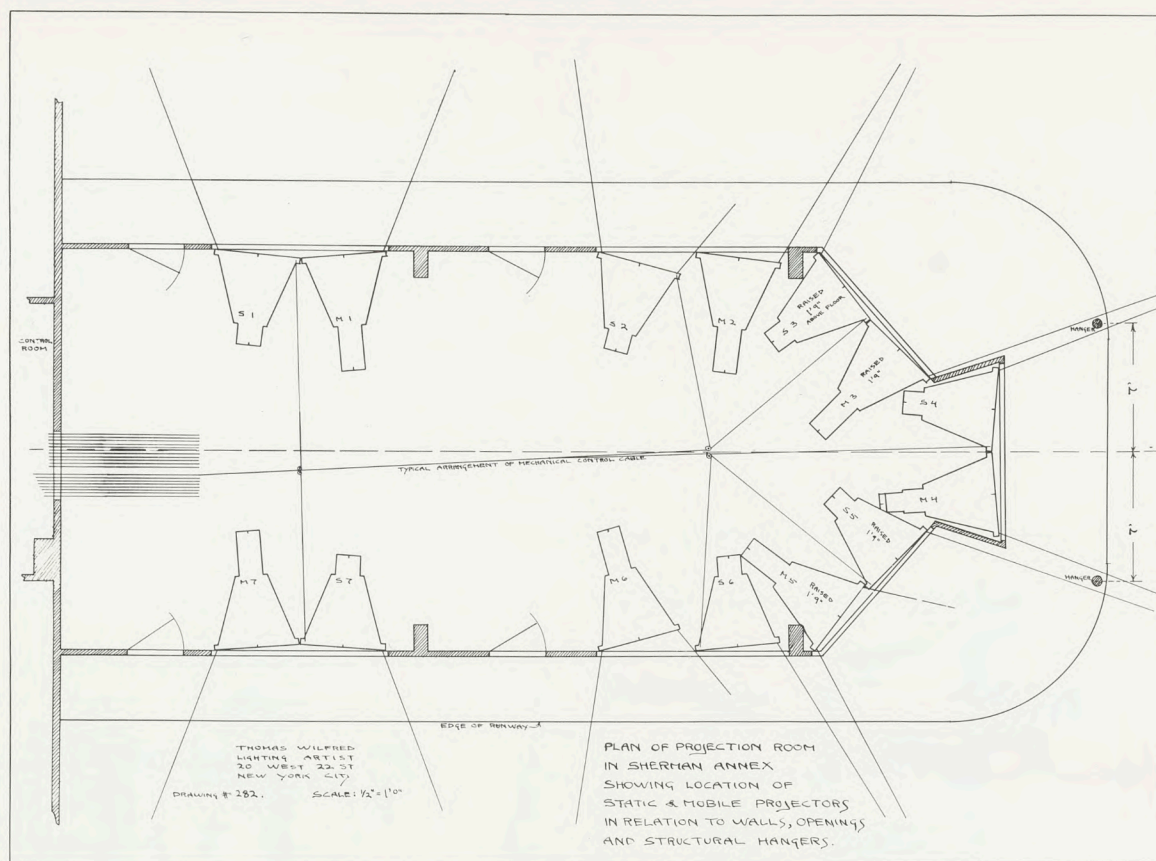 S 1
M 1
S 2
M 2
S 3
RAISED
1'9"
ABOVE FLOOR
M 3
RAISED
1'9"
S 4
M 4
S 5
RAISED
1'9"
M 5
RAISED
1'9"
S 6
M 6
S 7
M 7
CONTROL
ROOM
HANGER
HANGER
TYPICAL ARRANGEMENT OF MECHANICAL CONTROL CABLE
EDGE OF RUNWAY
THOMAS WILFRED
LIGHTING ARTIST
20 WEST 22 ST
NEW YORK CITY
DRAWING # 282.
SCALE: 1/2" = 1'0"
PLAN OF PROJECTION ROOM
IN SHERMAN ANNEX
SHOWING LOCATION OF
STATIC & MOBILE PROJECTORS
IN RELATION TO WALLS, OPENINGS
AND STRUCTURAL HANGERS.